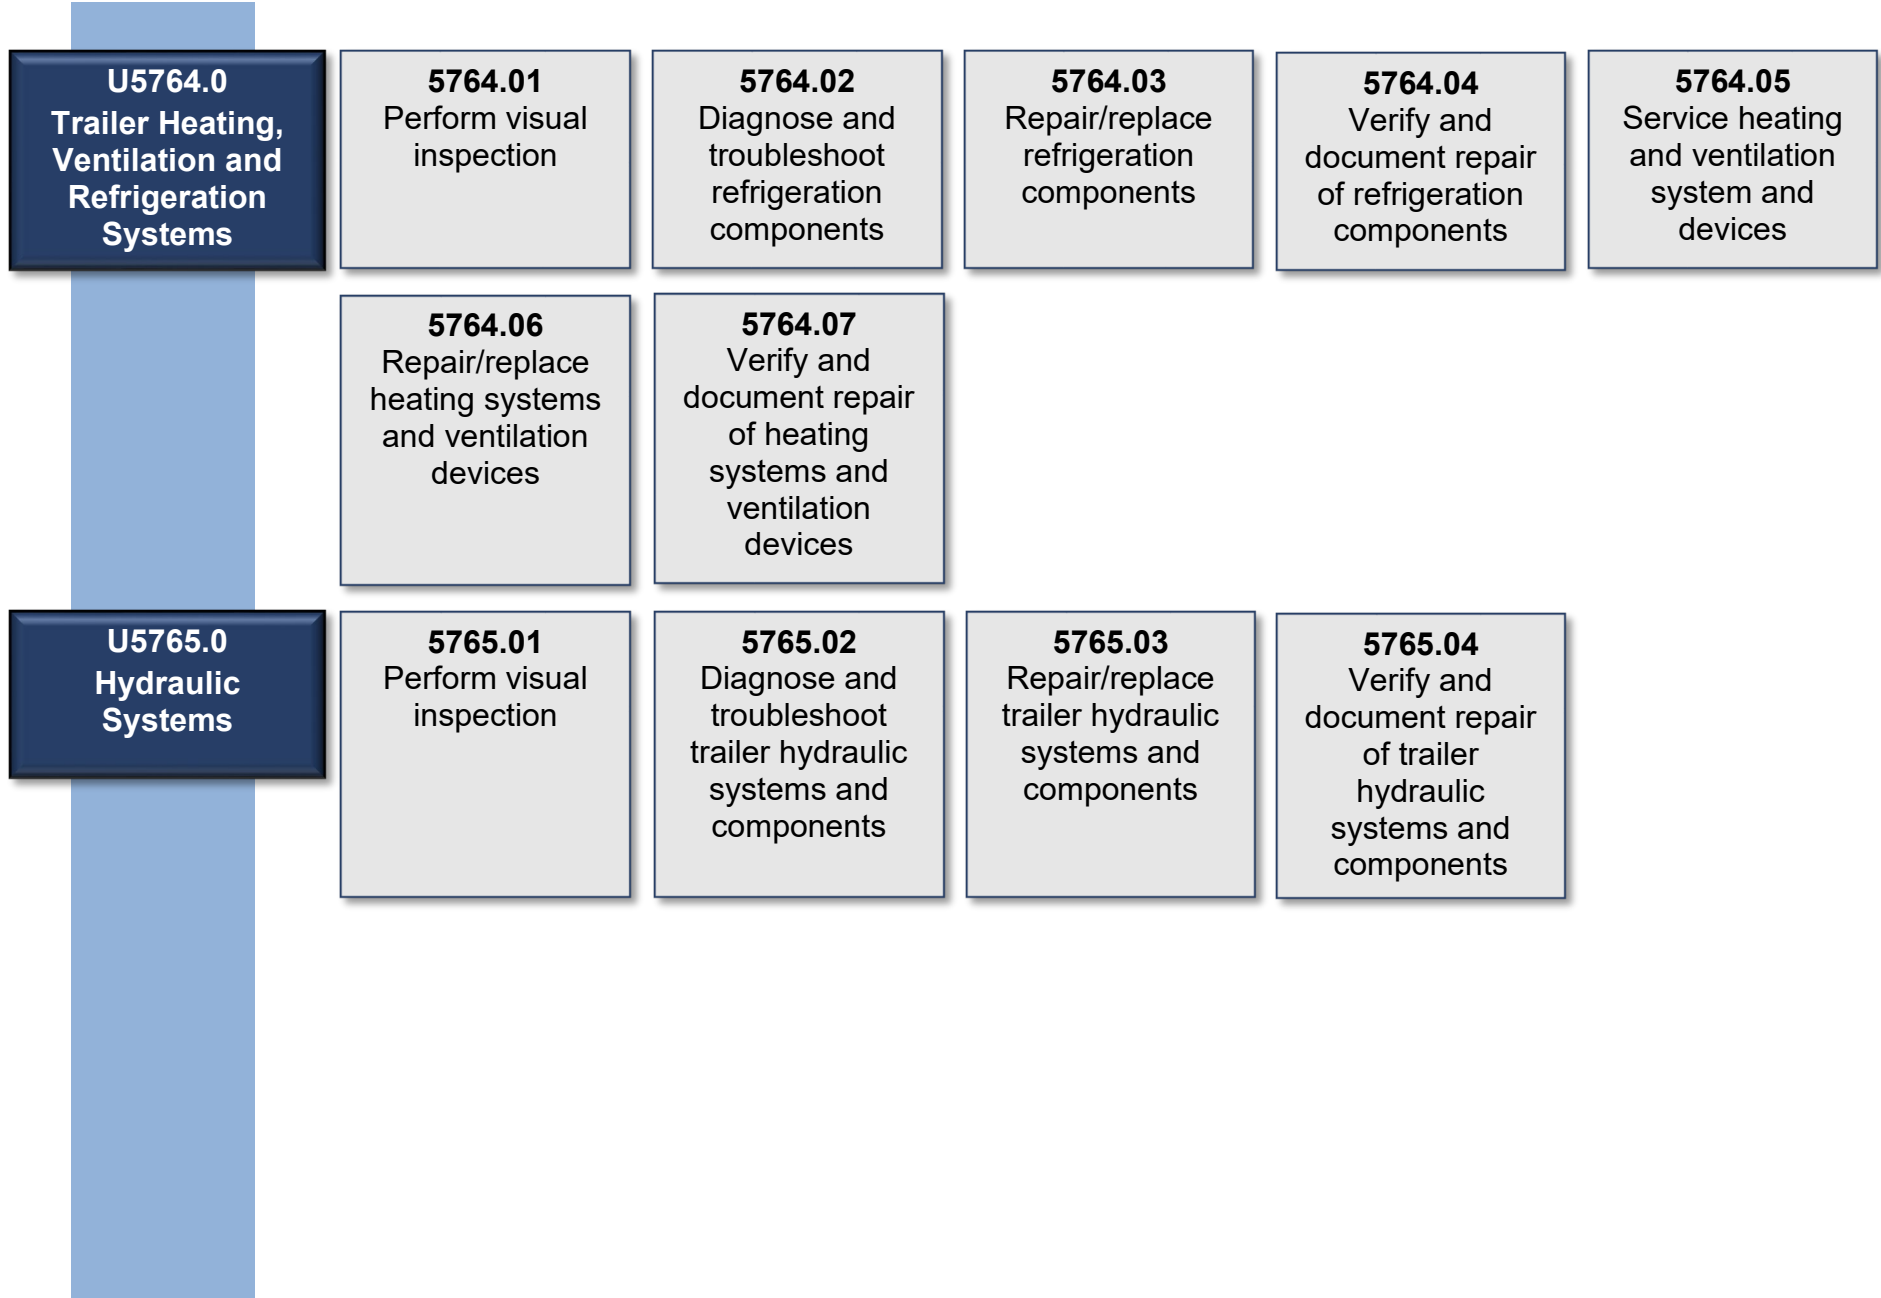 U5764.0
Trailer Heating,
Ventilation and
Refrigeration
Systems
5764.01
Perform visual
inspection
5764.02
Diagnose and
troubleshoot
refrigeration
components
5764.03
Repair/replace
refrigeration
components
5764.04
Verify and
document repair
of refrigeration
components
5764.05
Service heating
and ventilation
system and
devices
5764.06
Repair/replace
heating systems
and ventilation
devices
5764.07
Verify and
document repair
of heating
systems and
ventilation
devices
U5765.0
Hydraulic
Systems
5765.01
Perform visual
inspection
5765.02
Diagnose and
troubleshoot
trailer hydraulic
systems and
components
5765.03
Repair/replace
trailer hydraulic
systems and
components
5765.04
Verify and
document repair
of trailer
hydraulic
systems and
components